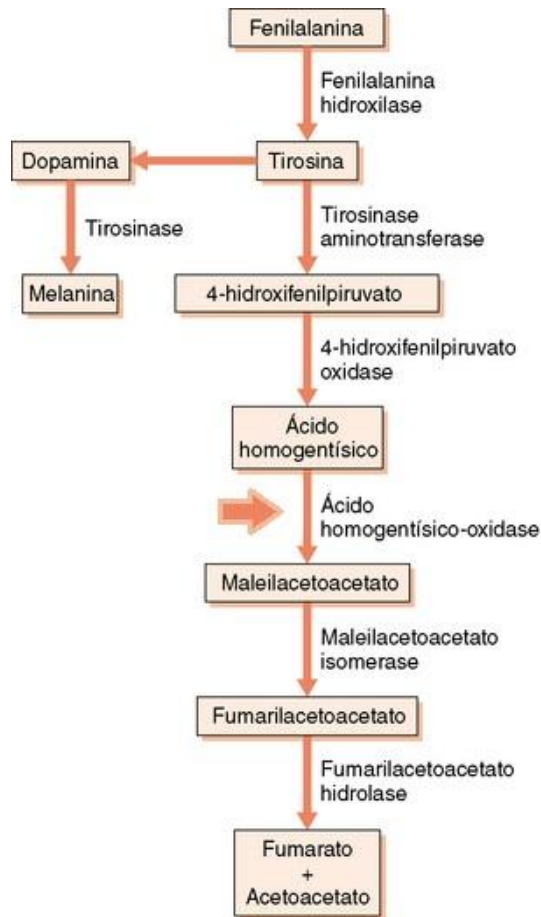 Fenilalanina
Fenilalanina
hidroxilase
Dopamina
Tirosina
Tirosinase
Tirosinase
aminotransferase
Melanina
4-hidroxifenilpiruvato
4-hidroxifenilpiruvato
oxidase
Ácido
homogentísico
Ácido
homogentísico-oxidase
Maleilacetoacetato
Maleilacetoacetato
isomerase
Fumarilacetoacetato
Fumarilacetoacetato
hidrolase
Fumarato
+
Acetoacetato